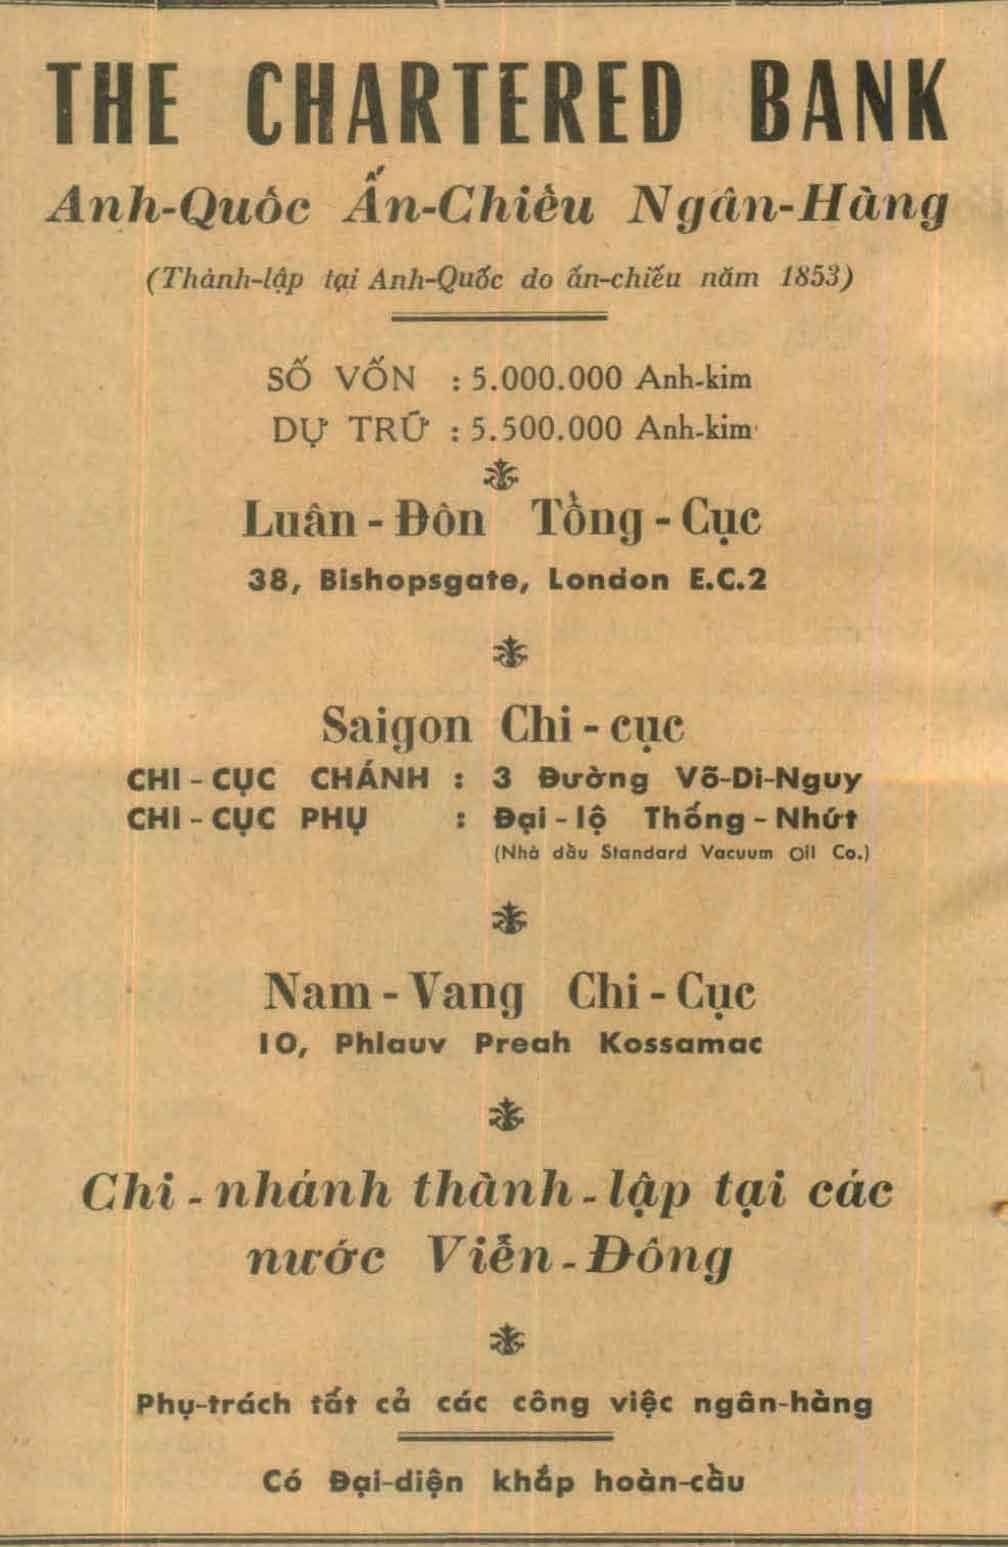 THE CHARTERED BANK
Anh-Quốc Ấn-Chiếu Ngân-Hàng
(Thành-lập tại Anh-Quốc do ấn-chiếu năm 1853)
SỐ VỐN : 5.000.000 Anh-kim
DỰ TRỮ : 5.500.000 Anh-kim
Luân - Đôn Tổng - Cục
38, Bishopsgate, London E.C.2
Saigon Chi - cục
CHI - CỤC CHÁNH : 3 Đường Võ-Di-Nguy
CHI - CỤC PHỤ : Đại - lộ Thống - Nhứt
(Nhà dầu Standard Vacuum Oil Co.)
Nam - Vang Chi - Cục
10, Phlauv Preah Kossamac
Chi - nhánh thành - lập tại các
nước Viễn - Đông
Phụ-trách tất cả các công việc ngân-hàng
Có Đại-diện khắp hoàn-cầu